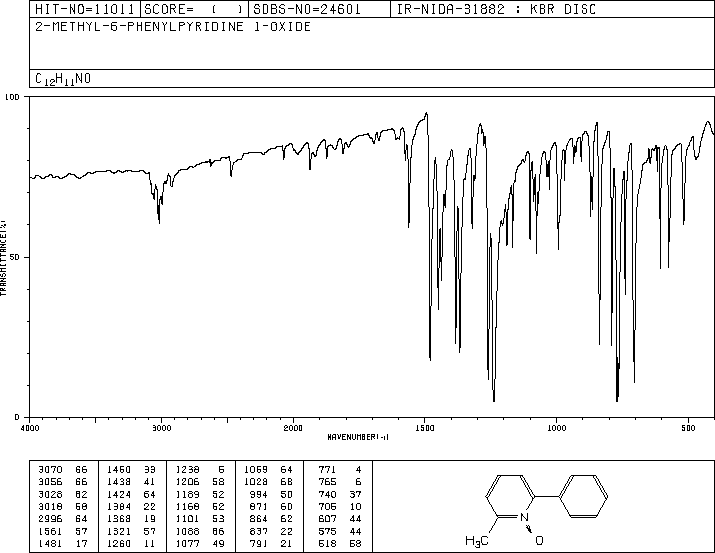 HIT-NO=11011 SCORE= ( ) SDBS-NO=24601 IR-NIDA-31882 : KBR DISC
2-METHYL-6-PHENYLPYRIDINE 1-OXIDE
C12H11NO
100
50
0
TRANSMITTANCE(%)
4000 3000 2000 1500 1000 500
WAVENUMBER(-1)
3070 66 1460 33 1238 5 1069 64 771 4
3056 66 1438 41 1206 58 1028 68 765 6
3028 62 1424 64 1189 52 994 50 740 37
3018 60 1384 22 1168 52 871 60 705 10
2996 64 1368 19 1101 53 864 62 607 44
1561 57 1321 57 1088 66 837 22 575 44
1481 17 1260 11 1077 49 791 21 518 58
N
H3C
O